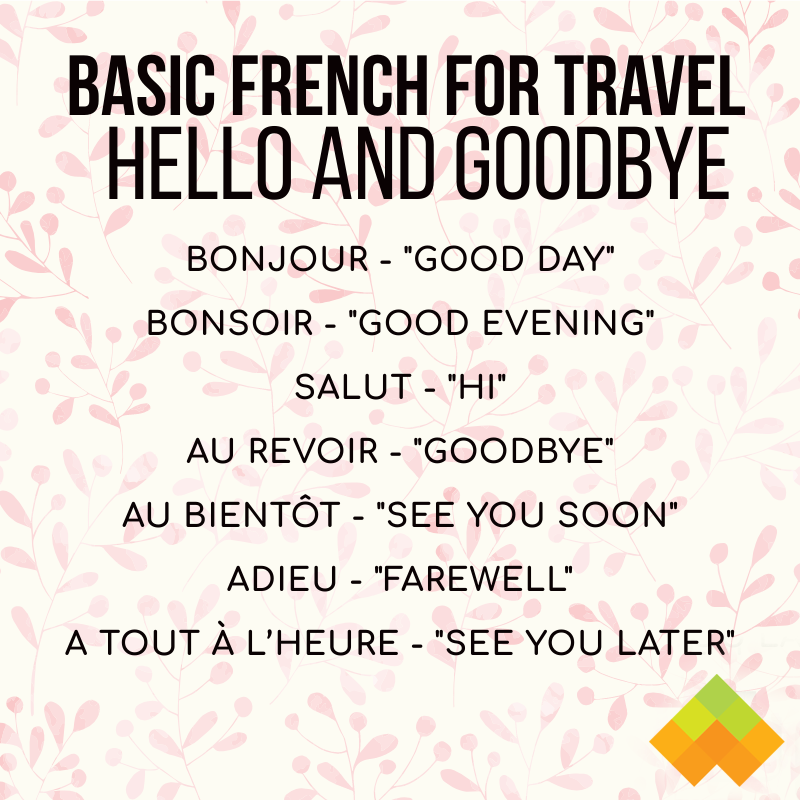 BASIC FRENCH FOR TRAVEL
HELLO AND GOODBYE
BONJOUR - "GOOD DAY"
BONSOIR - "GOOD EVENING"
SALUT - "HI"
AU REVOIR - "GOODBYE"
AU BIENTÔT - "SEE YOU SOON"
ADIEU - "FAREWELL"
A TOUT À L’HEURE - "SEE YOU LATER"